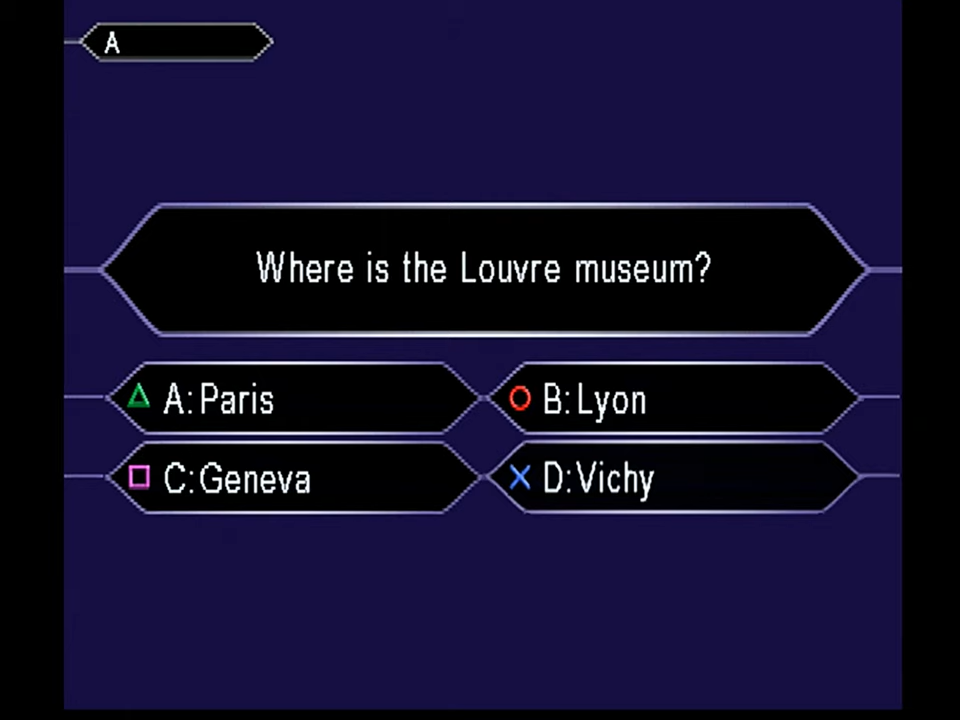 A
Where is the Louvre museum?
A: Paris
B: Lyon
C: Geneva
D: Vichy